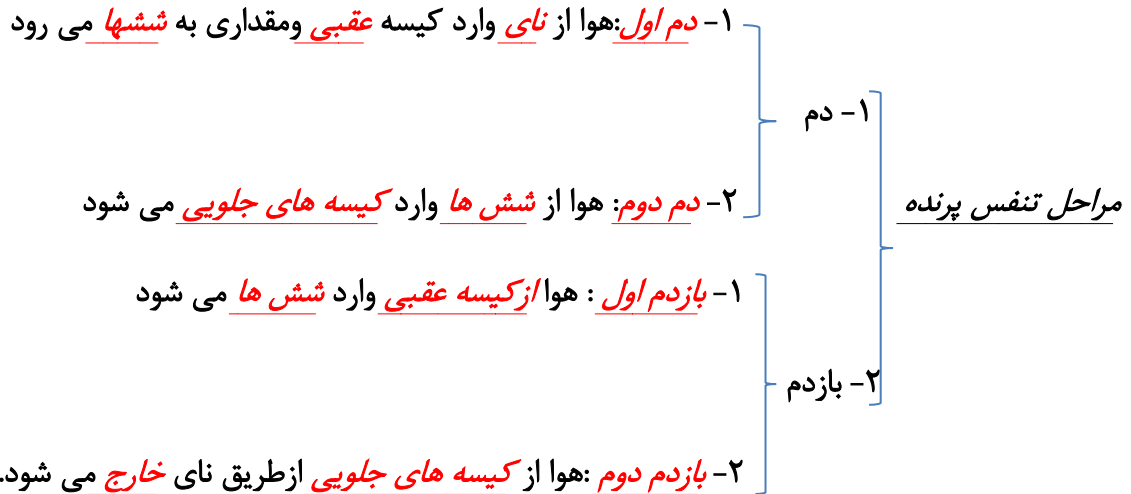 مراحل تنفس پرنده
۱- دم
۱- دم اول:هوا از نای وارد کیسه عقبی ومقداری به ششها می رود
۲- دم دوم: هوا از شش ها وارد کیسه های جلویی می شود
۲- بازدم
۱- بازدم اول : هوا ازکیسه عقبی وارد شش ها می شود
۲- بازدم دوم :هوا از کیسه های جلویی ازطریق نای خارج می شود.